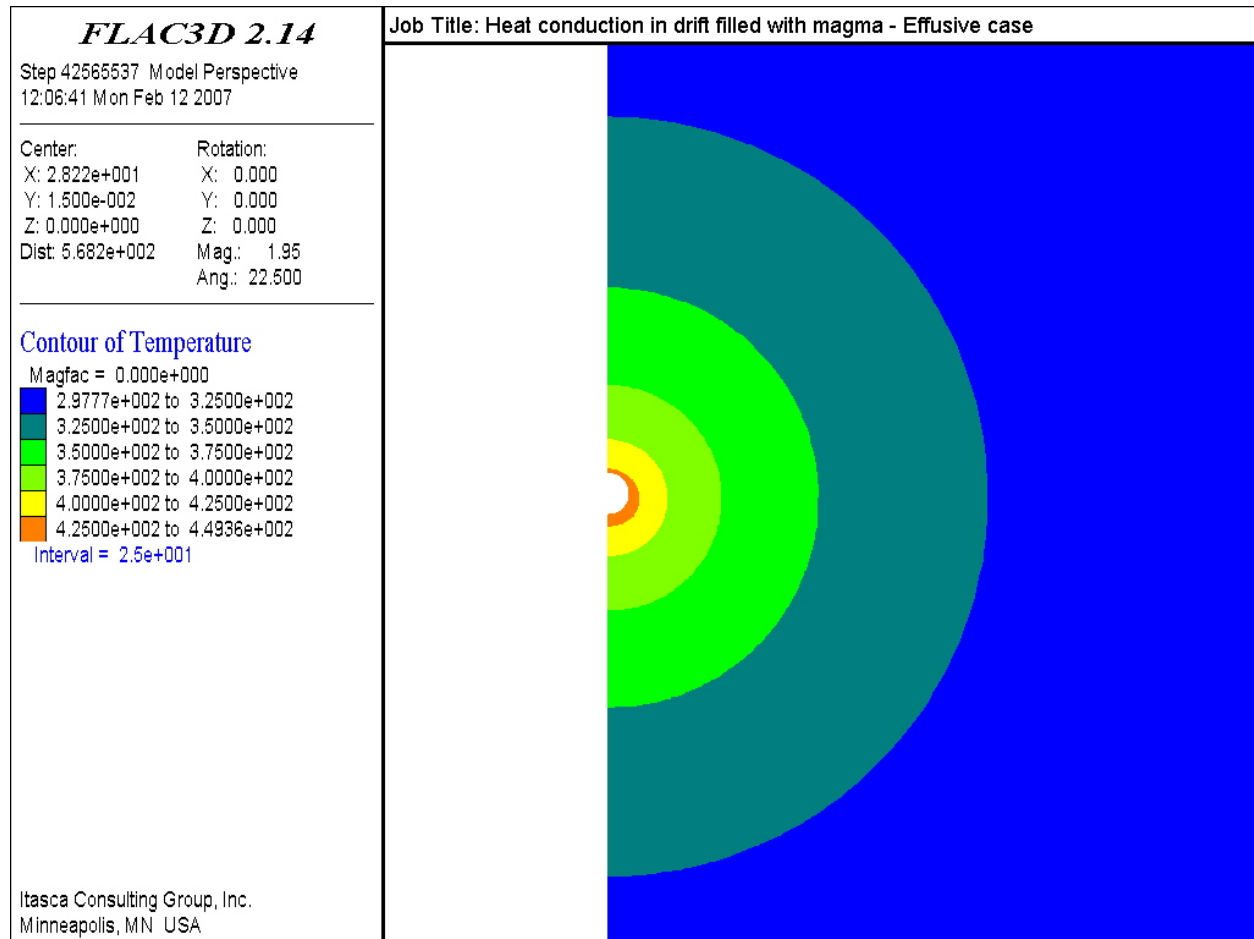 FLAC3D 2.14
Job Title: Heat conduction in drift filled with magma - Effusive case
Step 42565537 Model Perspective
12:06:41 Mon Feb 12 2007
Center: Rotation:
X: 2.822e+001 X: 0.000
Y: 1.500e-002 Y: 0.000
Z: 0.000e+000 Z: 0.000
Dist: 5.682e+002 Mag.: 1.95
Ang.: 22.500
Contour of Temperature
Magfac = 0.000e+000
2.9777e+002 to 3.2500e+002
3.2500e+002 to 3.5000e+002
3.5000e+002 to 3.7500e+002
3.7500e+002 to 4.0000e+002
4.0000e+002 to 4.2500e+002
4.2500e+002 to 4.4936e+002
Interval = 2.5e+001
Itasca Consulting Group, Inc.
Minneapolis, MN USA